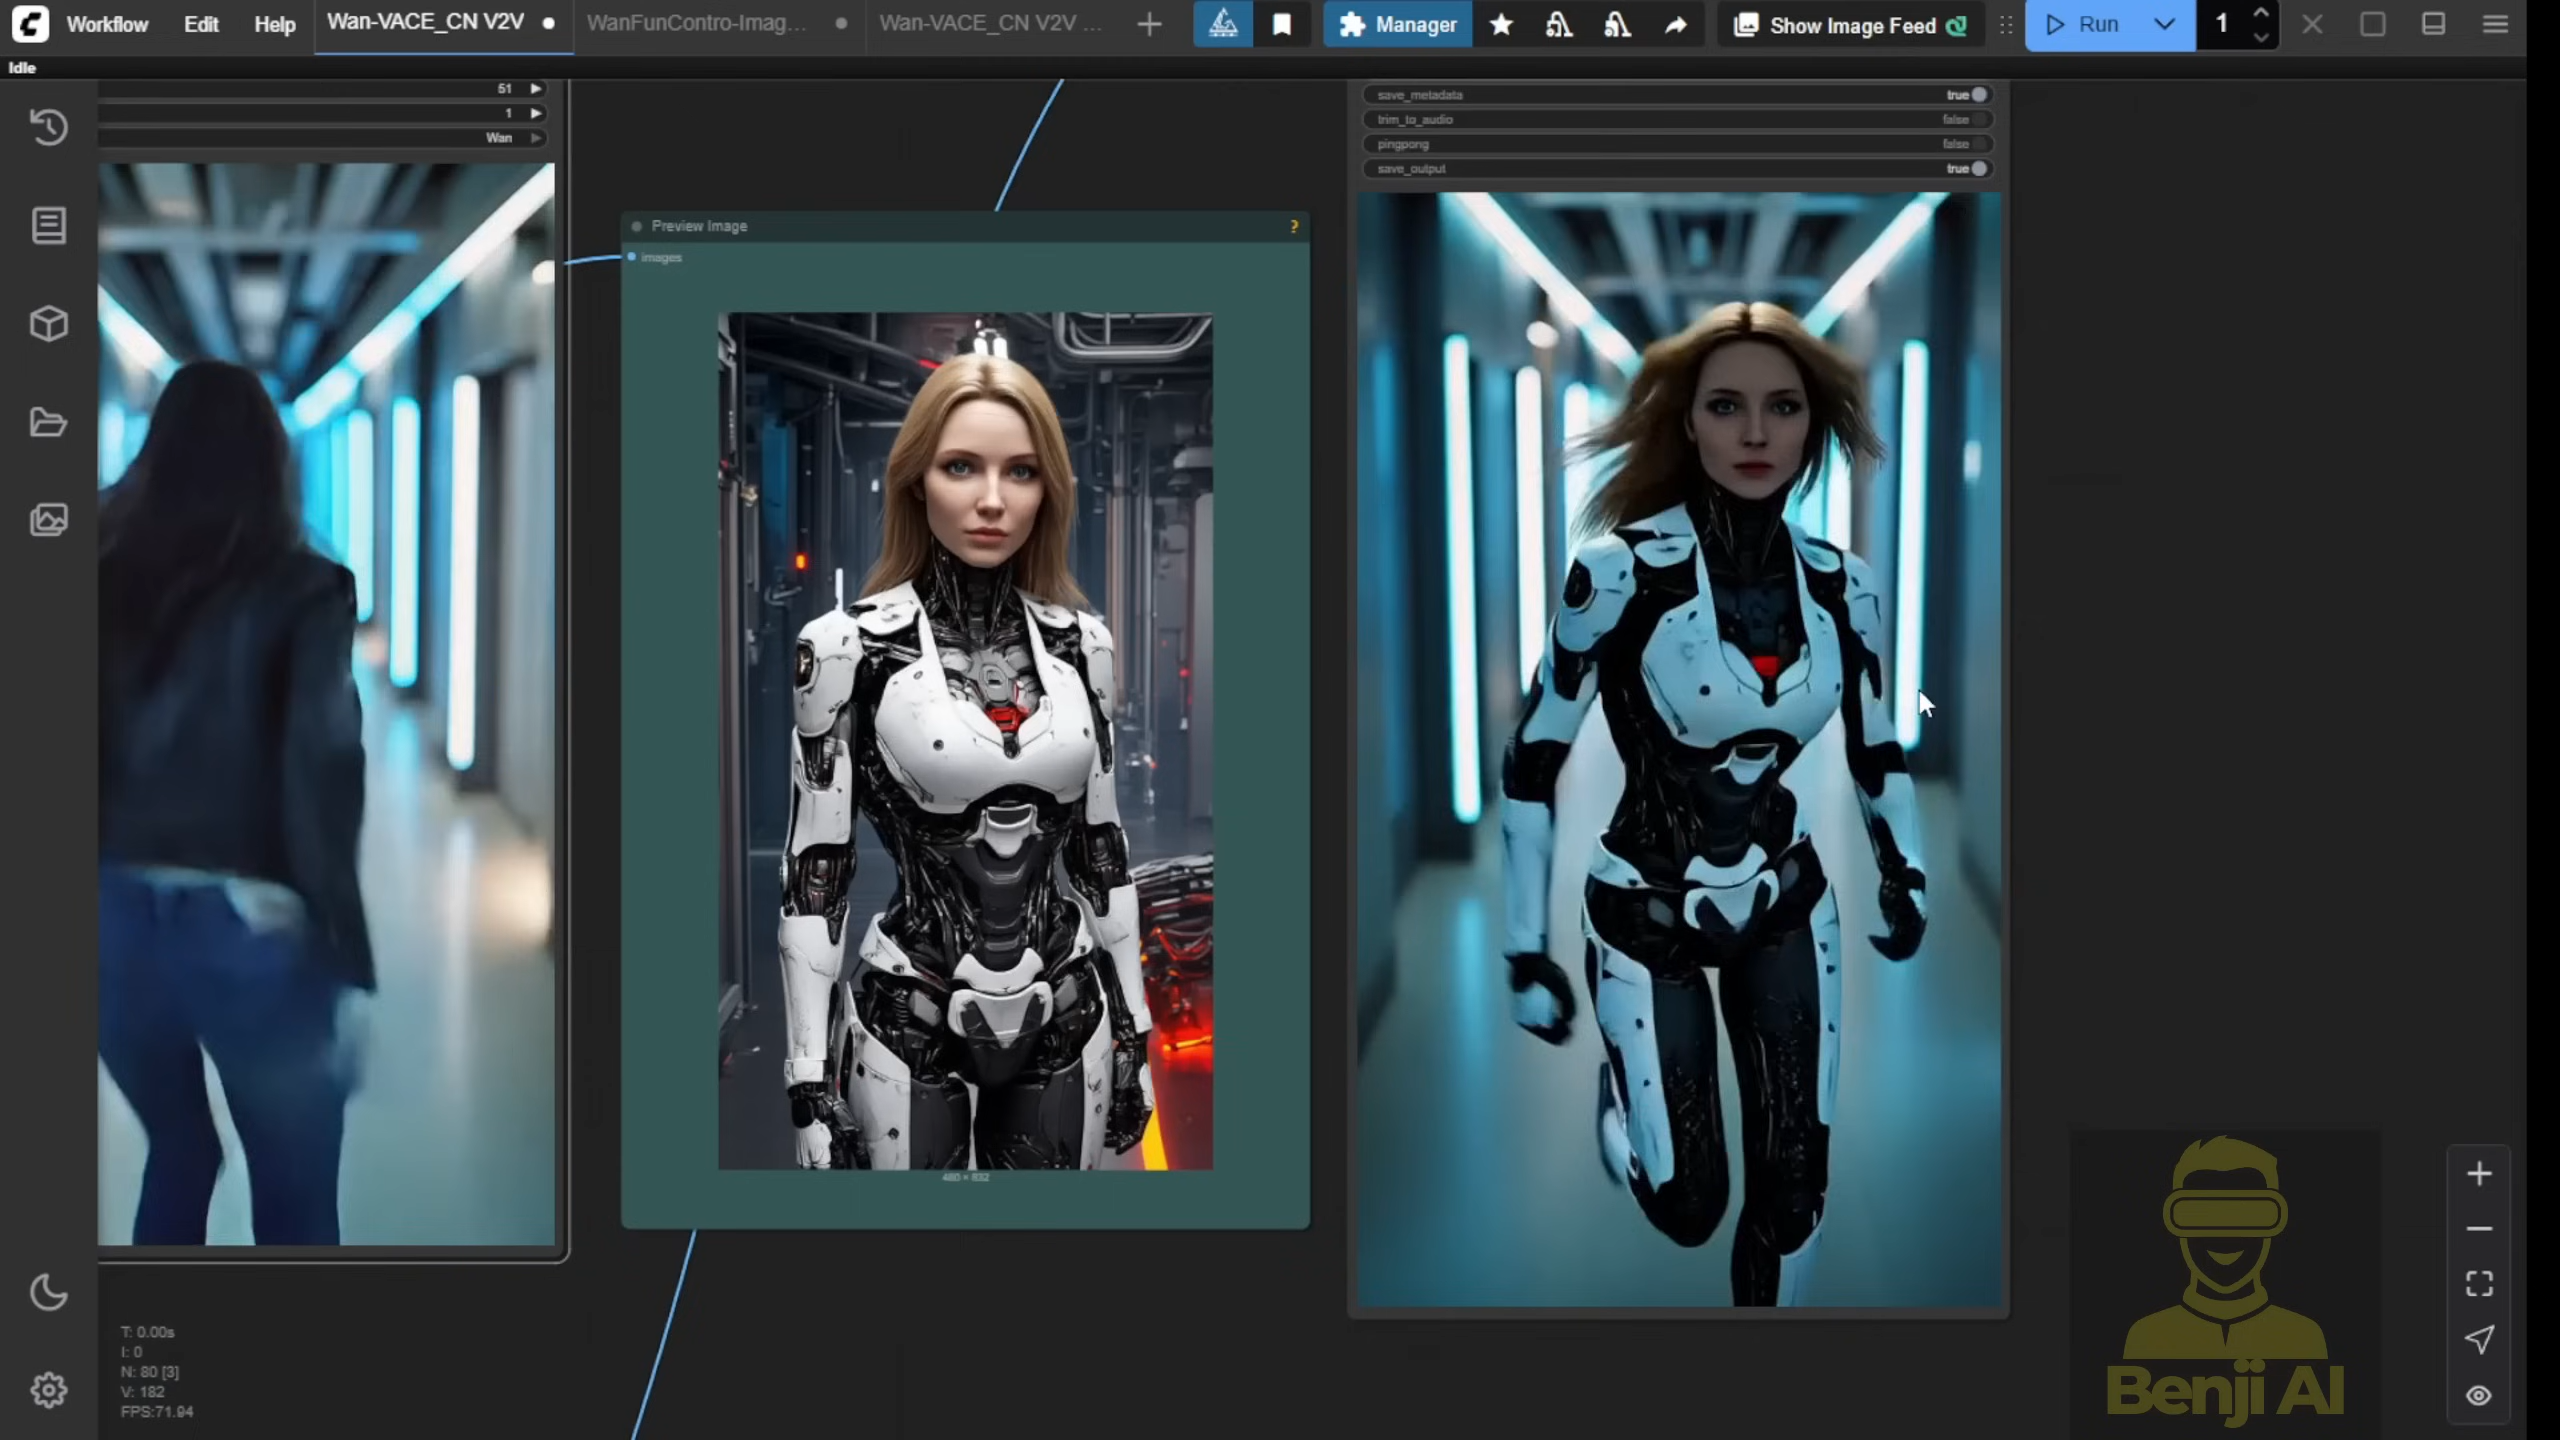 Workflow Edit Help Wan-VACE_CN V2V WanFunContro-Imag... Wan-VACE_CN V2V ... Manager Show Image Feed Run 1
Idle
51
1
Wan
save_metadata true
trim_to_audio false
pingpong false
save_output true
Preview Image ?
images
480 × 832
T: 0.00s
I: 0
N: 80 [3]
V: 182
FPS:71.94
Benji AI